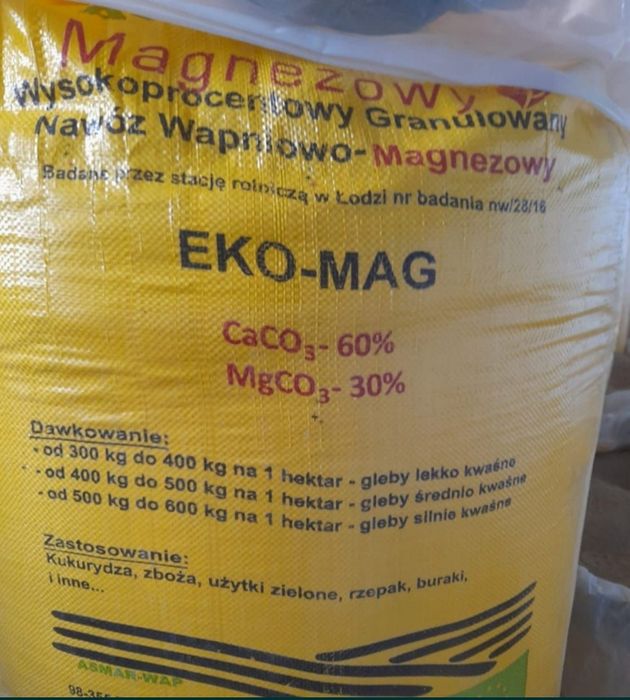 Magnezowy
Wysokoprocentowy Granulowany
Nawóz Wapniowo-Magnezowy
Badane przez stację rolniczą w Łodzi nr badania nw/28/16
EKO-MAG
CaCO₃- 60%
MgCO₃- 30%
Dawkowanie:
- od 300 kg do 400 kg na 1 hektar - gleby lekko kwaśne
- od 400 kg do 500 kg na 1 hektar - gleby średnio kwaśne
- od 500 kg do 600 kg na 1 hektar - gleby silnie kwaśne
Zastosowanie:
Kukurydza, zboża, użytki zielone, rzepak, buraki,
i inne...
ASMAR-WAP